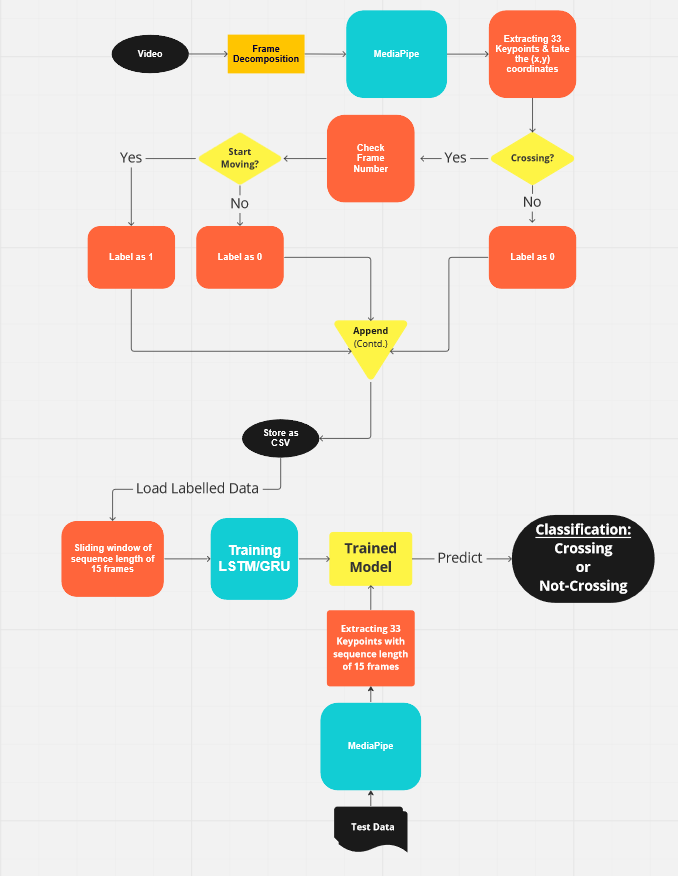 Video
Frame
Decomposition
MediaPipe
Extracting 33
Keypoints & take
the (x,y)
coordinates
Yes
Start
Moving?
Check
Frame
Number
Yes
Crossing?
No
No
Label as 1
Label as 0
Label as 0
Append
(Contd.)
Store as
CSV
Load Labelled Data
Sliding window of
sequence length of
15 frames
Training
LSTM/GRU
Trained
Model
Predict
Classification:
Crossing
or
Not-Crossing
Extracting 33
Keypoints with
sequence length
of 15 frames
MediaPipe
Test Data